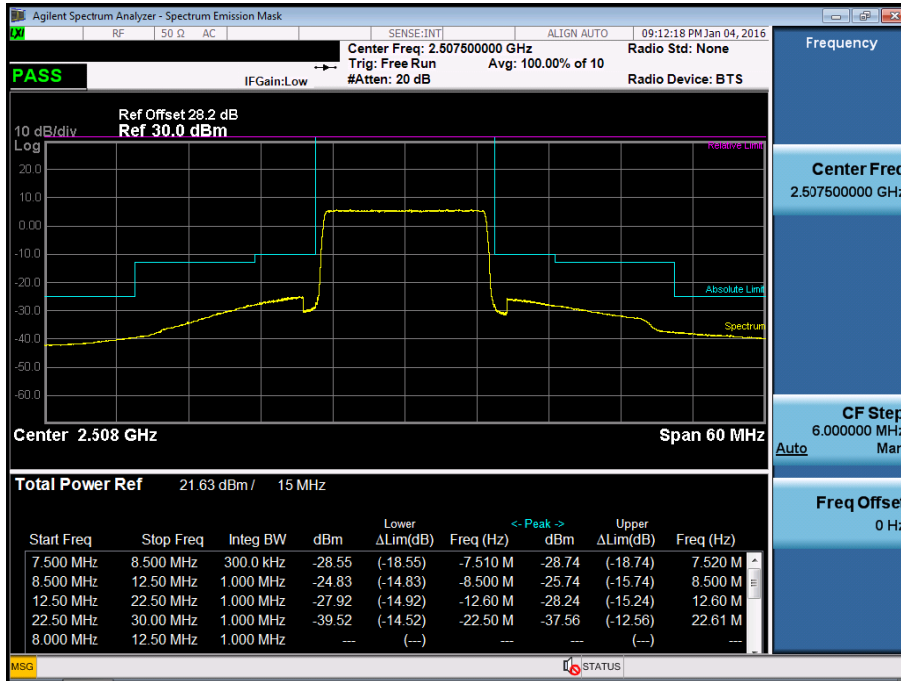 Agilent Spectrum Analyzer - Spectrum Emission Mask
LXI RF 50 Ω AC SENSE:INT ALIGN AUTO 09:12:18 PM Jan 04, 2016
Center Freq: 2.507500000 GHz Radio Std: None
Trig: Free Run Avg: 100.00% of 10
PASS IFGain:Low #Atten: 20 dB Radio Device: BTS
Ref Offset 28.2 dB
10 dB/div Ref 30.0 dBm
Log
Relative Limit
20.0
10.0
0.00
-10.0
-20.0
Absolute Limit
-30.0
Spectrum
-40.0
-50.0
-60.0
Center 2.508 GHz Span 60 MHz
Total Power Ref 21.63 dBm / 15 MHz
Lower <- Peak -> Upper
Start Freq Stop Freq Integ BW dBm ΔLim(dB) Freq (Hz) dBm ΔLim(dB) Freq (Hz)
7.500 MHz 8.500 MHz 300.0 kHz -28.55 (-18.55) -7.510 M -28.74 (-18.74) 7.520 M
8.500 MHz 12.50 MHz 1.000 MHz -24.83 (-14.83) -8.500 M -25.74 (-15.74) 8.500 M
12.50 MHz 22.50 MHz 1.000 MHz -27.92 (-14.92) -12.60 M -28.24 (-15.24) 12.60 M
22.50 MHz 30.00 MHz 1.000 MHz -39.52 (-14.52) -22.50 M -37.56 (-12.56) 22.61 M
8.000 MHz 12.50 MHz 1.000 MHz --- (---) --- --- (---) ---
MSG STATUS
Frequency
Center Freq
2.507500000 GHz
CF Step
6.000000 MHz
Auto Man
Freq Offset
0 Hz